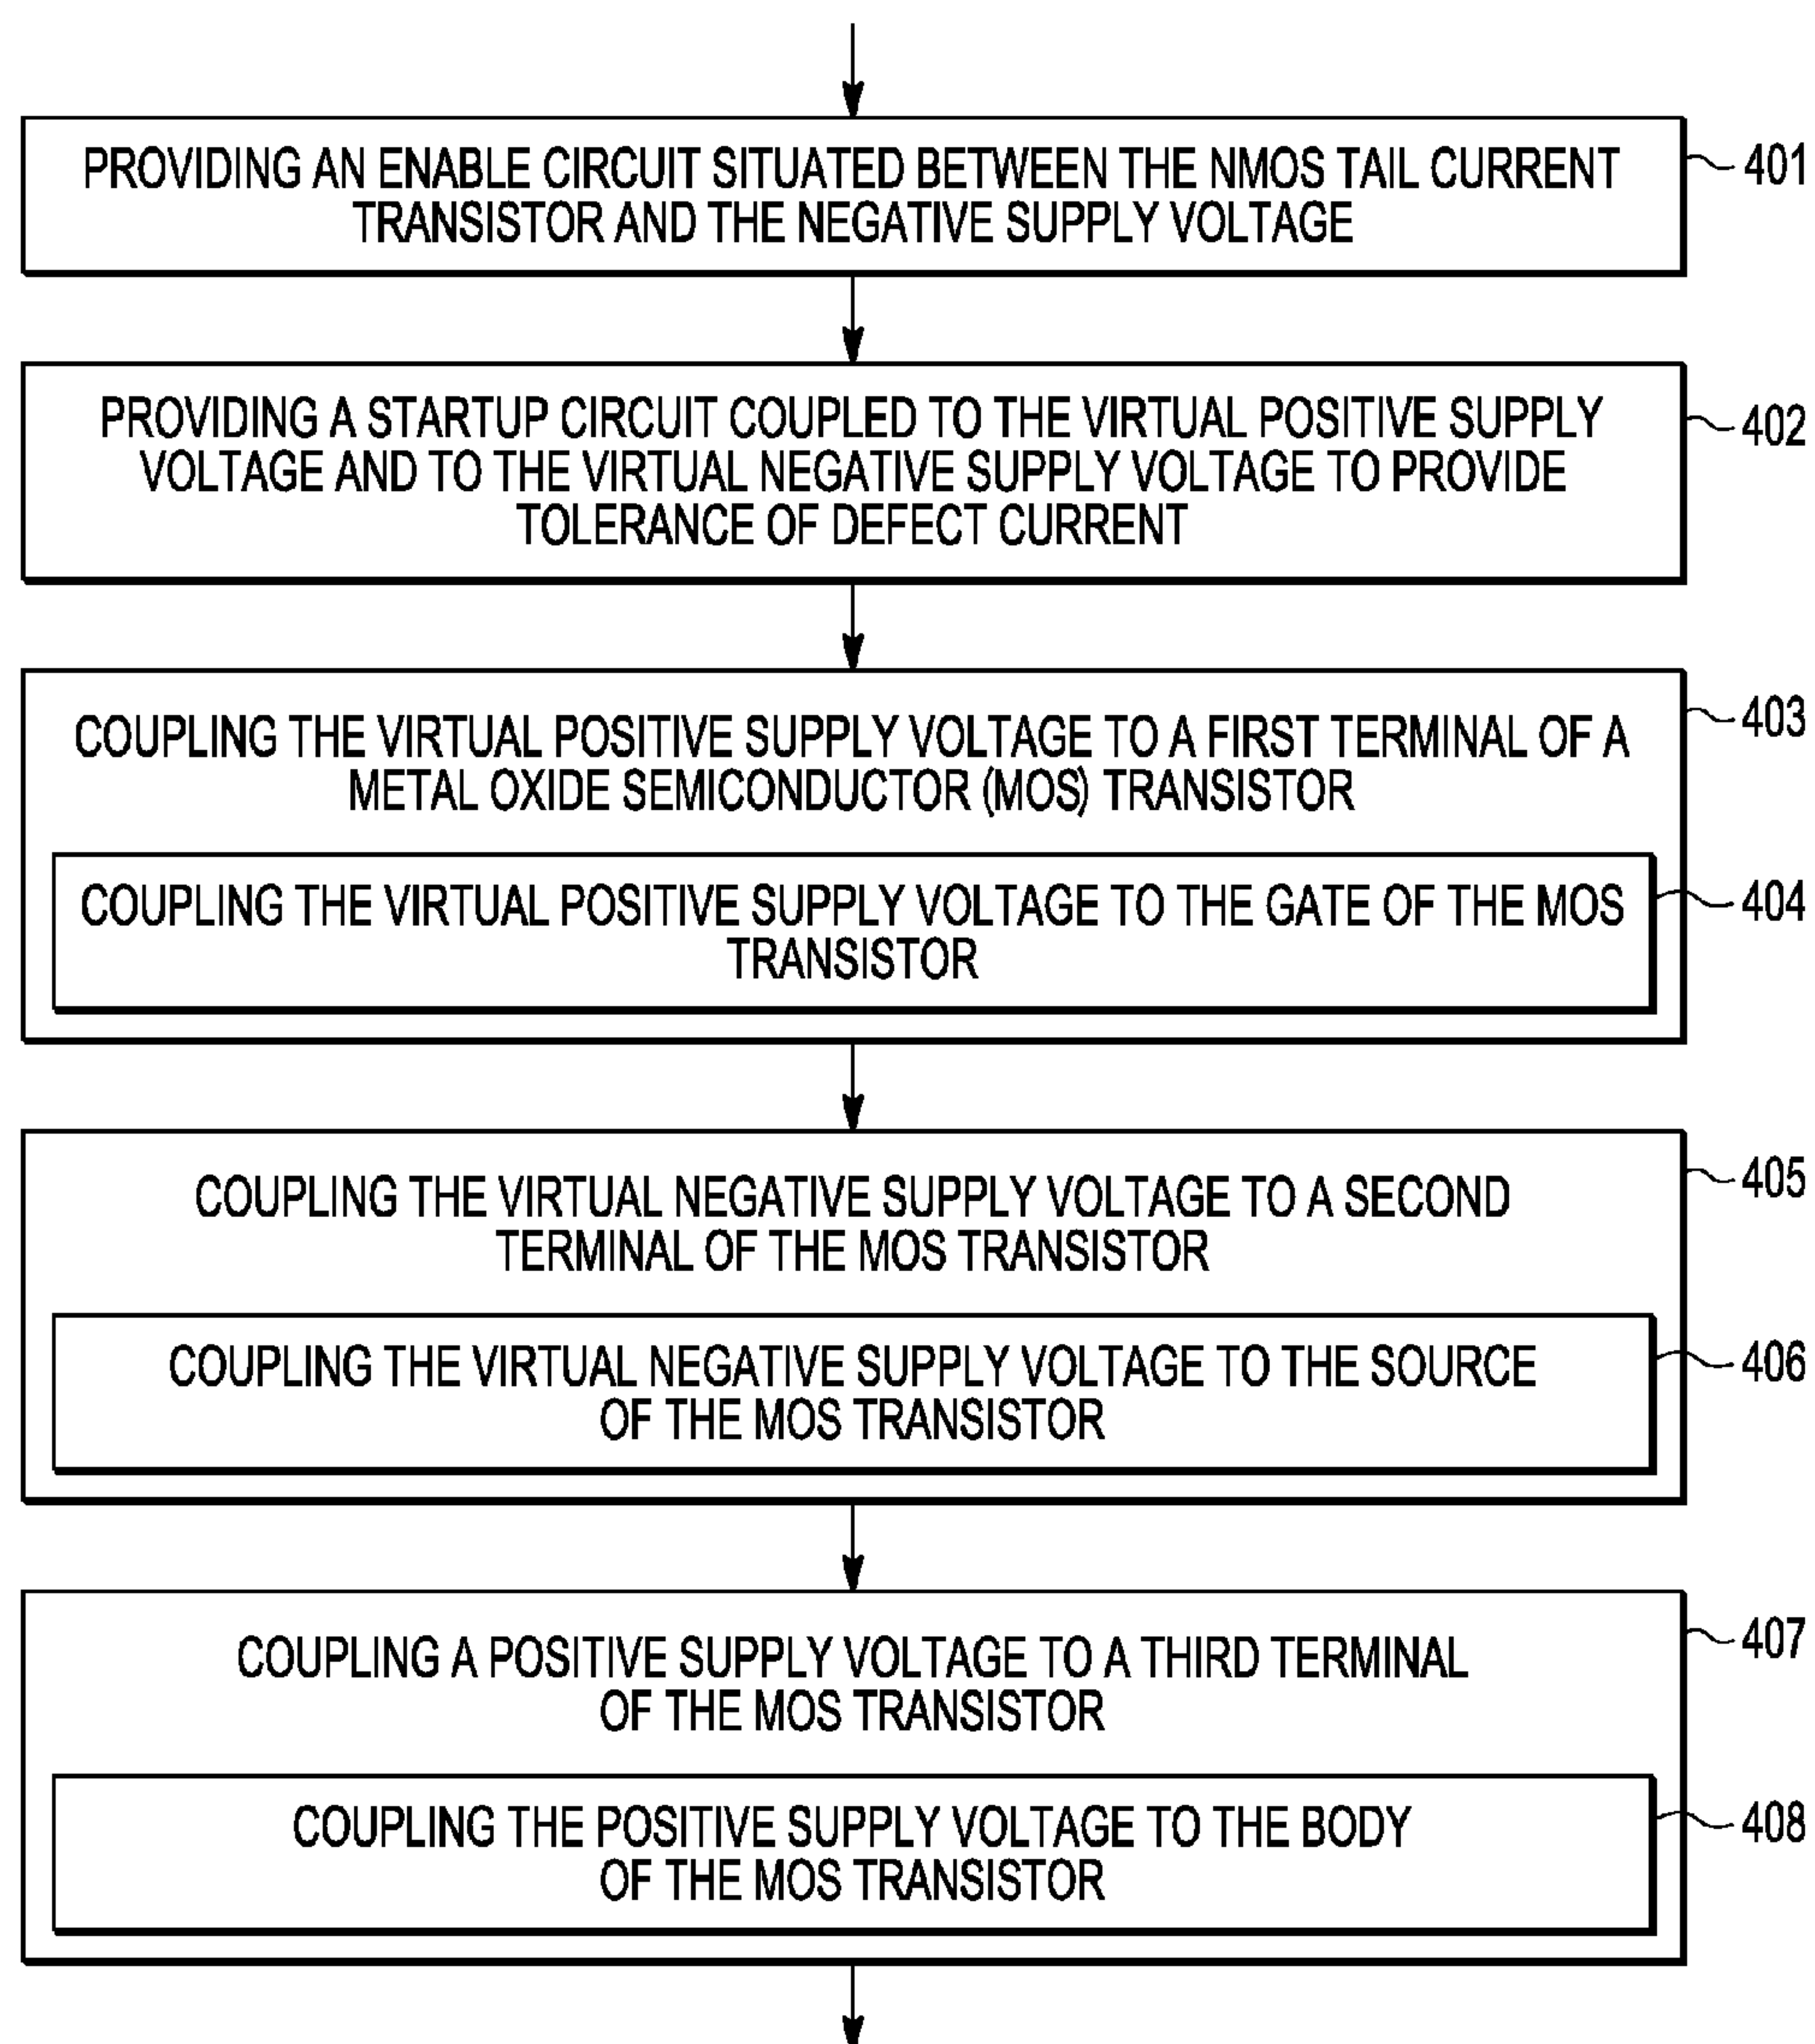 PROVIDING AN ENABLE CIRCUIT SITUATED BETWEEN THE NMOS TAIL CURRENT
TRANSISTOR AND THE NEGATIVE SUPPLY VOLTAGE
401
PROVIDING A STARTUP CIRCUIT COUPLED TO THE VIRTUAL POSITIVE SUPPLY
VOLTAGE AND TO THE VIRTUAL NEGATIVE SUPPLY VOLTAGE TO PROVIDE
TOLERANCE OF DEFECT CURRENT
402
COUPLING THE VIRTUAL POSITIVE SUPPLY VOLTAGE TO A FIRST TERMINAL OF A
METAL OXIDE SEMICONDUCTOR (MOS) TRANSISTOR
403
COUPLING THE VIRTUAL POSITIVE SUPPLY VOLTAGE TO THE GATE OF THE MOS
TRANSISTOR
404
COUPLING THE VIRTUAL NEGATIVE SUPPLY VOLTAGE TO A SECOND
TERMINAL OF THE MOS TRANSISTOR
405
COUPLING THE VIRTUAL NEGATIVE SUPPLY VOLTAGE TO THE SOURCE
OF THE MOS TRANSISTOR
406
COUPLING A POSITIVE SUPPLY VOLTAGE TO A THIRD TERMINAL
OF THE MOS TRANSISTOR
407
COUPLING THE POSITIVE SUPPLY VOLTAGE TO THE BODY
OF THE MOS TRANSISTOR
408